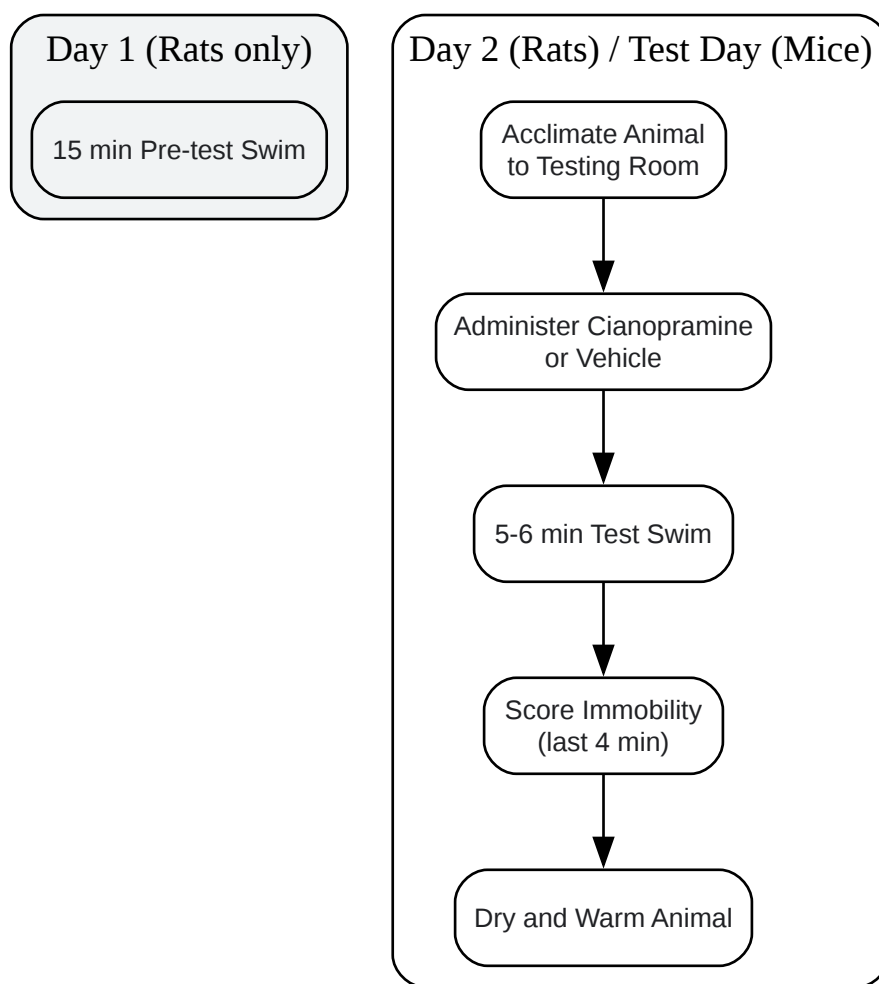 Day 1 (Rats only)
15 min Pre-test Swim
Day 2 (Rats) / Test Day (Mice)
Acclimate Animal
to Testing Room
Administer Cianopramine
or Vehicle
5-6 min Test Swim
Score Immobility
(last 4 min)
Dry and Warm Animal